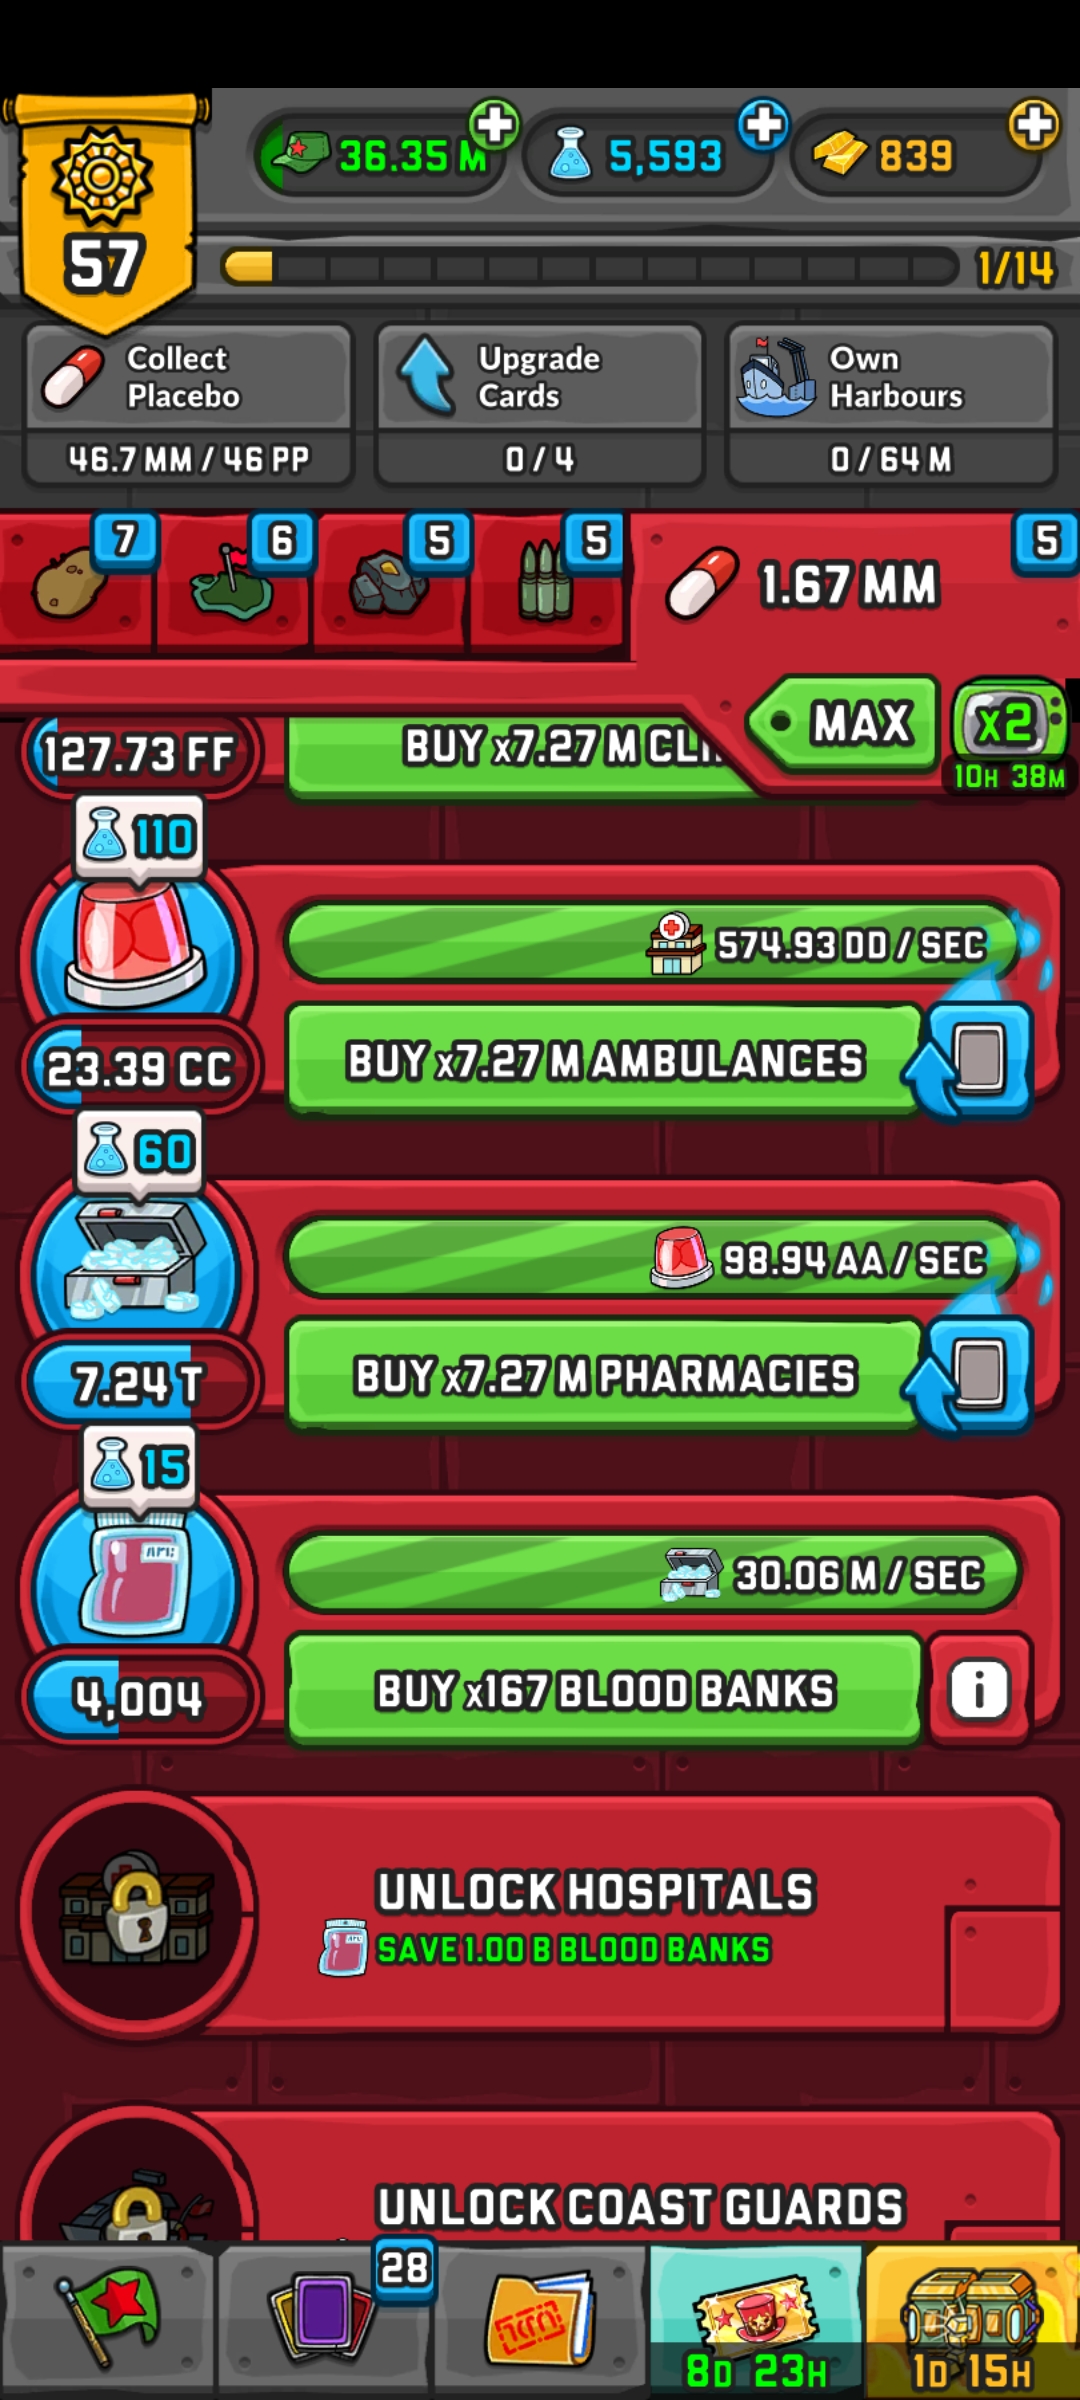 57
36.35 M
5,593
839
1/14
Collect
Placebo
46.7 MM / 46 PP
Upgrade
Cards
0 / 4
Own
Harbours
0 / 64 M
7
6
5
5
1.67 MM
5
MAX
x2
10H 38M
127.73 FF
BUY x7.27 M CLI
110
574.93 DD / SEC
23.39 CC
BUY x7.27 M AMBULANCES
60
98.94 AA / SEC
7.24 T
BUY x7.27 M PHARMACIES
15
30.06 M / SEC
4,004
BUY x167 BLOOD BANKS
i
UNLOCK HOSPITALS
SAVE 1.00 B BLOOD BANKS
UNLOCK COAST GUARDS
28
8D 23H
1D 15H